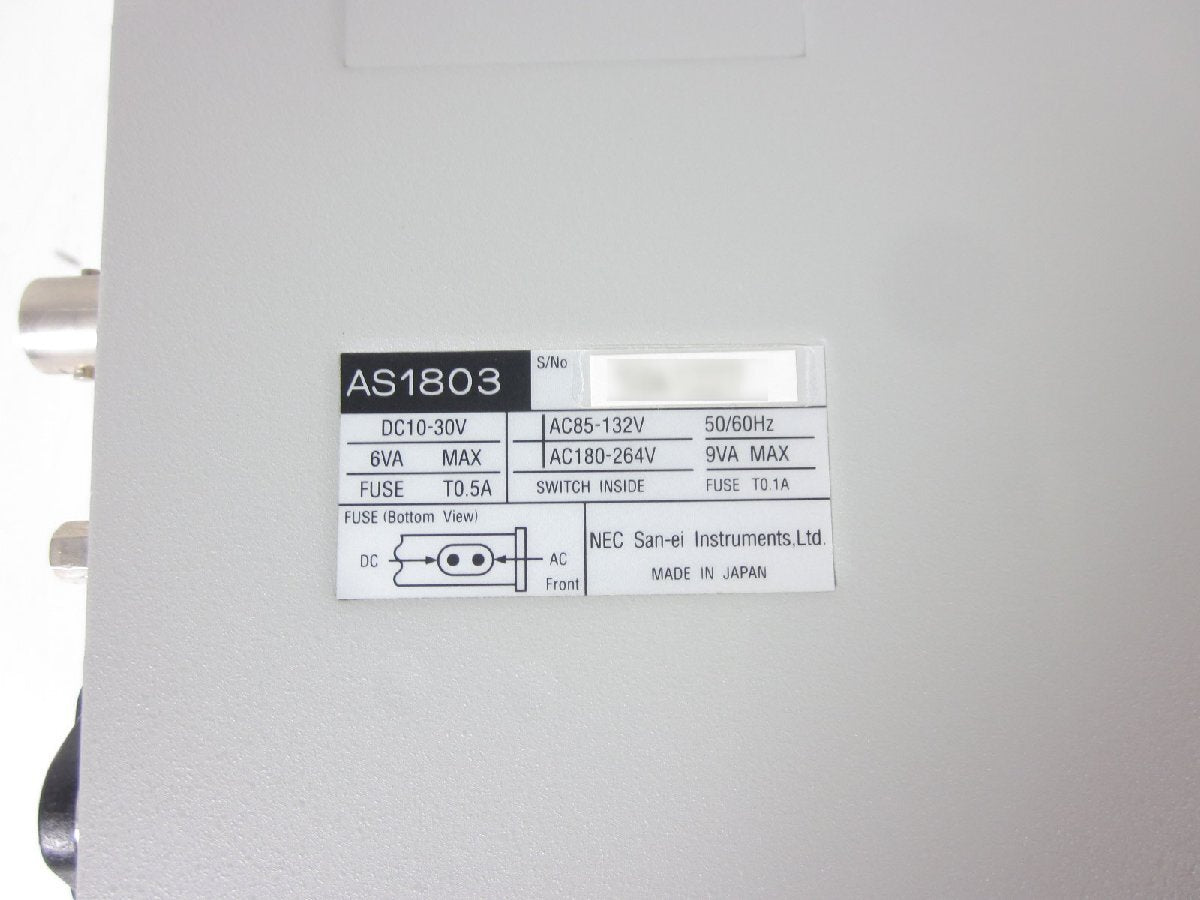 AS1803
S/No
DC10-30V
6VA MAX
FUSE T0.5A
AC85-132V 50/60Hz
AC180-264V 9VA MAX
SWITCH INSIDE FUSE T0.1A
FUSE (Bottom View)
DC
AC
Front
NEC San-ei Instruments,Ltd.
MADE IN JAPAN